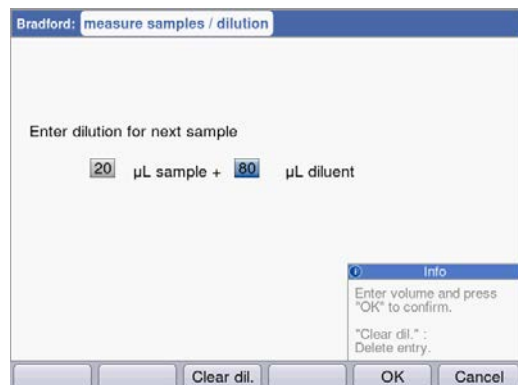 Bradford: measure samples / dilution
Enter dilution for next sample
20 µL sample + 80 µL diluent
Info
Enter volume and press
"OK" to confirm.
"Clear dil." :
Delete entry.
Clear dil. OK Cancel